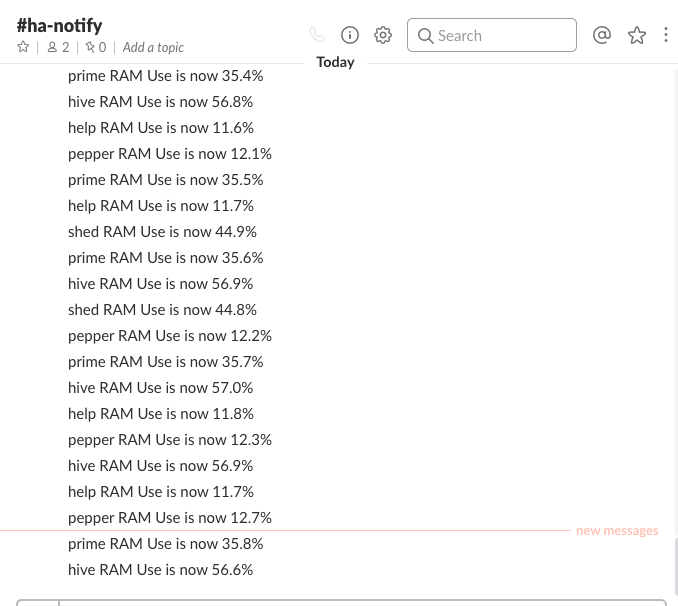 #ha-notify
2 | 0 | Add a topic
Search
Today
prime RAM Use is now 35.4%
hive RAM Use is now 56.8%
help RAM Use is now 11.6%
pepper RAM Use is now 12.1%
prime RAM Use is now 35.5%
help RAM Use is now 11.7%
shed RAM Use is now 44.9%
prime RAM Use is now 35.6%
hive RAM Use is now 56.9%
shed RAM Use is now 44.8%
pepper RAM Use is now 12.2%
prime RAM Use is now 35.7%
hive RAM Use is now 57.0%
help RAM Use is now 11.8%
pepper RAM Use is now 12.3%
hive RAM Use is now 56.9%
help RAM Use is now 11.7%
pepper RAM Use is now 12.7%
new messages
prime RAM Use is now 35.8%
hive RAM Use is now 56.6%